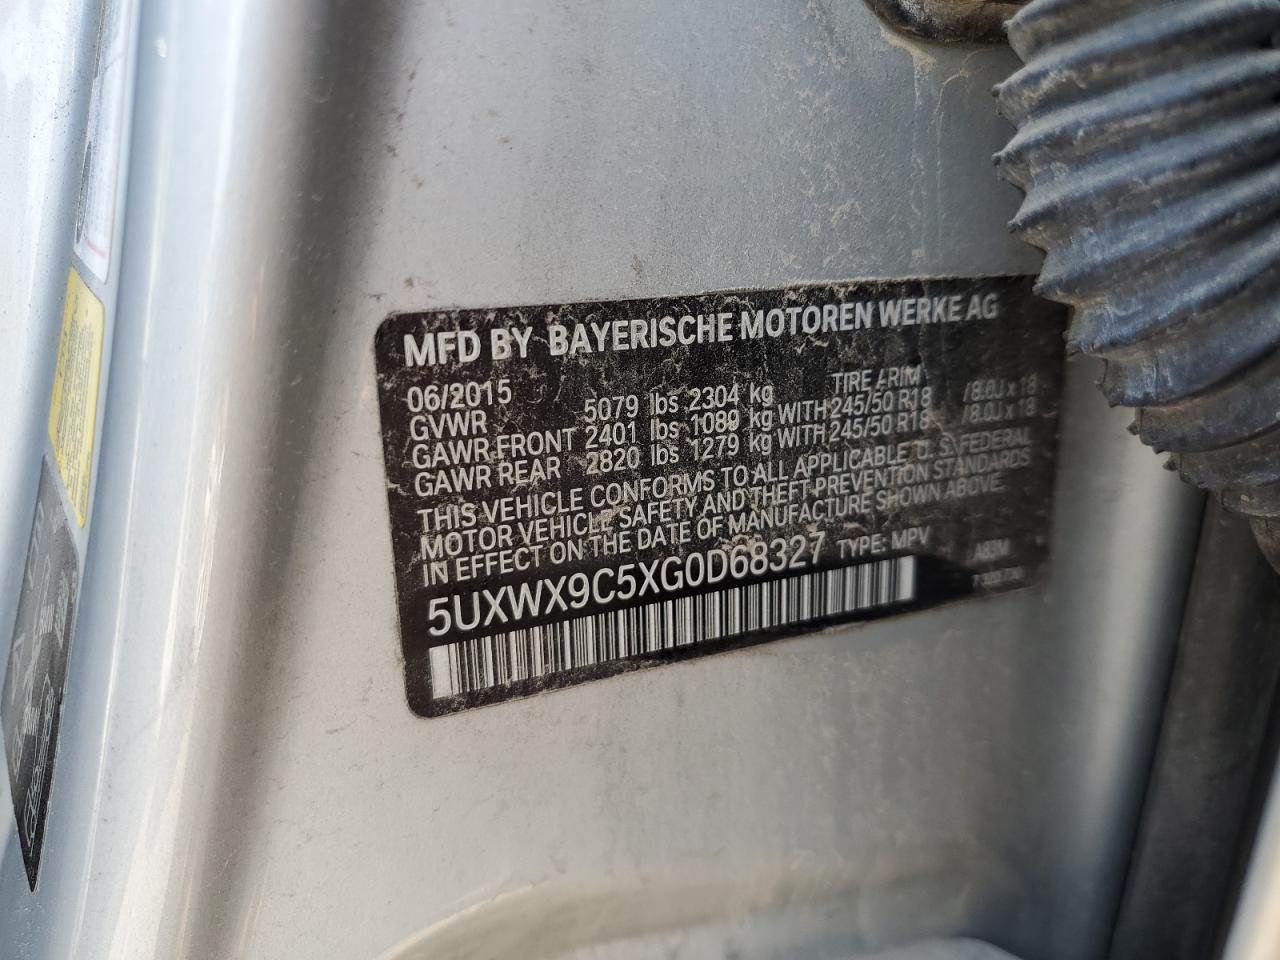 MFD BY BAYERISCHE MOTOREN WERKE AG
06/2015 TIRE / RIM
GVWR 5079 lbs 2304 kg
GAWR FRONT 2401 lbs 1089 kg WITH 245/50 R18 /8.0J x 18
GAWR REAR 2820 lbs 1279 kg WITH 245/50 R18 /8.0J x 18
THIS VEHICLE CONFORMS TO ALL APPLICABLE U. S. FEDERAL
MOTOR VEHICLE SAFETY AND THEFT PREVENTION STANDARDS
IN EFFECT ON THE DATE OF MANUFACTURE SHOWN ABOVE.
5UXWX9C5XG0D68327 TYPE: MPV A83M